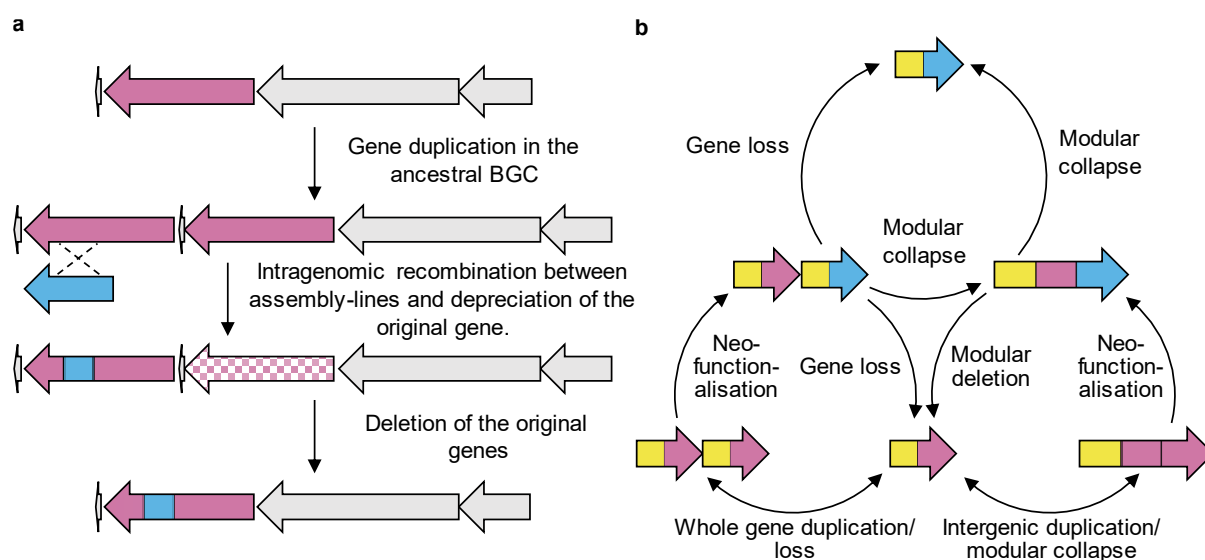 a
Gene duplication in the
ancestral BGC
Intragenomic recombination between
assembly-lines and depreciation of the
original gene.
Deletion of the original
genes
b
Gene loss
Modular
collapse
Modular
collapse
Neo-
function-
alisation
Gene loss
Modular
deletion
Neo-
function-
alisation
Whole gene duplication/
loss
Intergenic duplication/
modular collapse